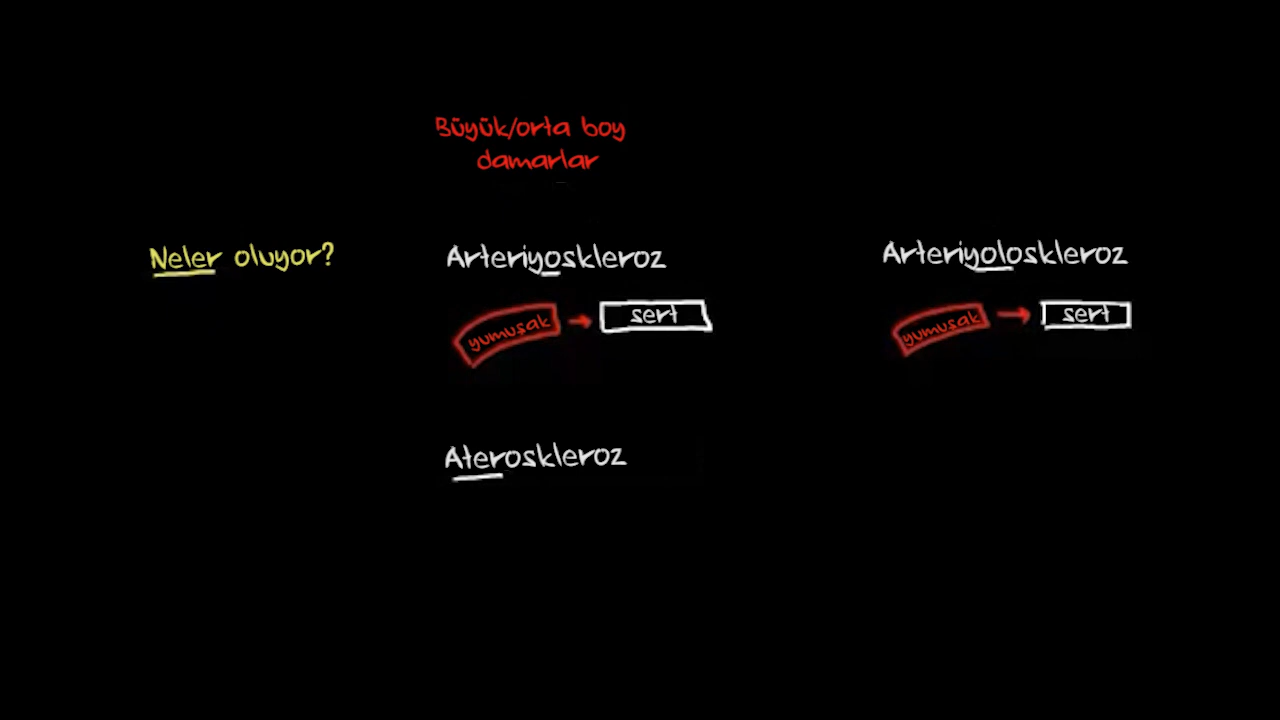 Büyük/orta boy
damarlar
Neler oluyor?
Arteriyoskleroz
Arteriyoloskleroz
yumuşak
sert
yumuşak
sert
Ateroskleroz